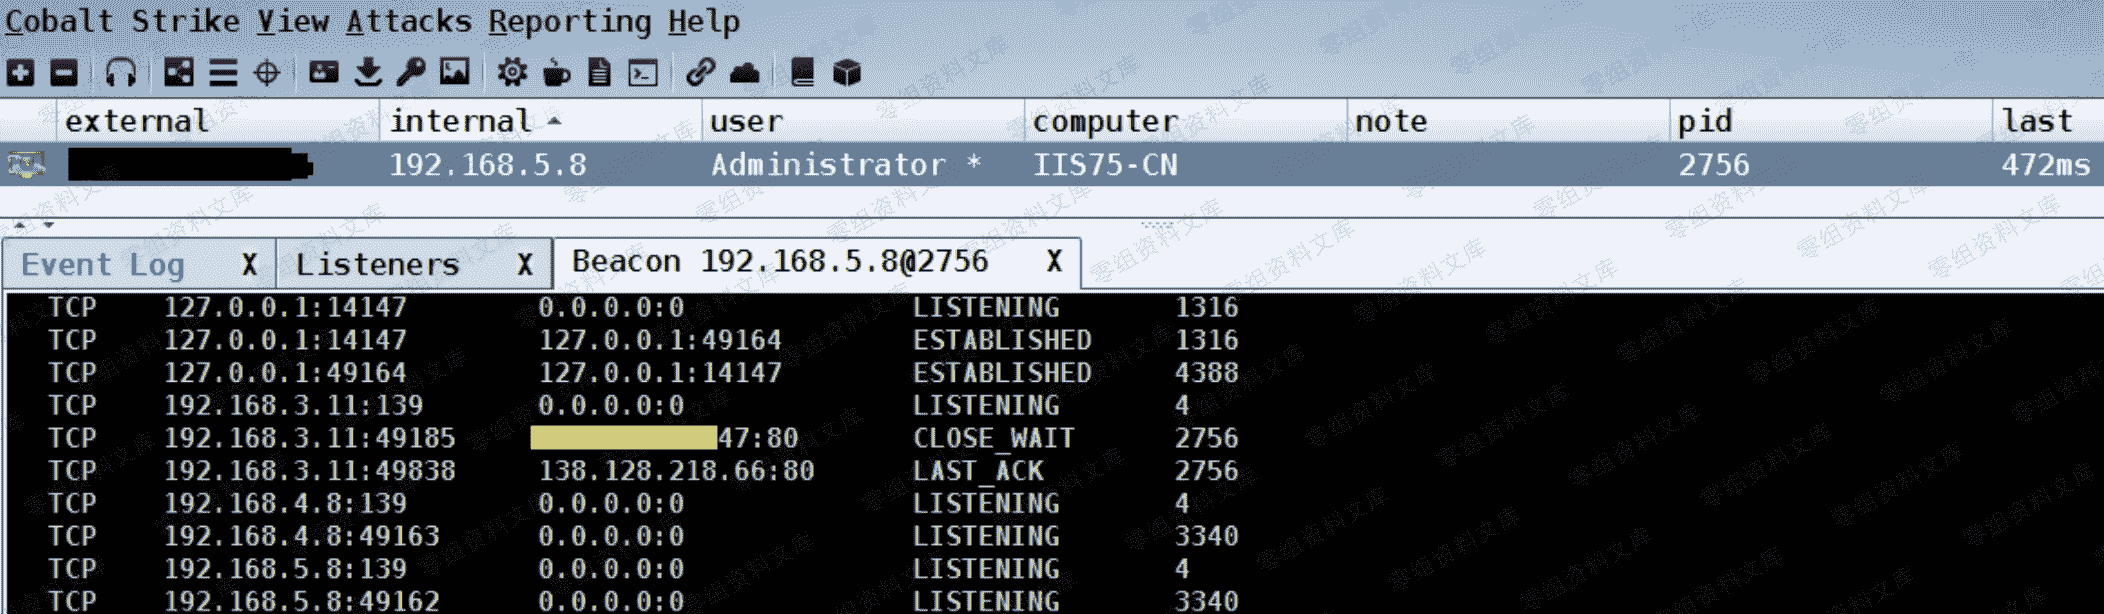 Cobalt Strike View Attacks Reporting Help
external internal user computer note pid last
192.168.5.8 Administrator * IIS75-CN 2756 472ms
Event Log X Listeners X Beacon 192.168.5.8@2756 X
TCP 127.0.0.1:14147 0.0.0.0:0 LISTENING 1316
TCP 127.0.0.1:14147 127.0.0.1:49164 ESTABLISHED 1316
TCP 127.0.0.1:49164 127.0.0.1:14147 ESTABLISHED 4388
TCP 192.168.3.11:139 0.0.0.0:0 LISTENING 4
TCP 192.168.3.11:49185 47:80 CLOSE_WAIT 2756
TCP 192.168.3.11:49838 138.128.218.66:80 LAST_ACK 2756
TCP 192.168.4.8:139 0.0.0.0:0 LISTENING 4
TCP 192.168.4.8:49163 0.0.0.0:0 LISTENING 3340
TCP 192.168.5.8:139 0.0.0.0:0 LISTENING 4
TCP 192.168.5.8:49162 0.0.0.0:0 LISTENING 3340
零组资料文库